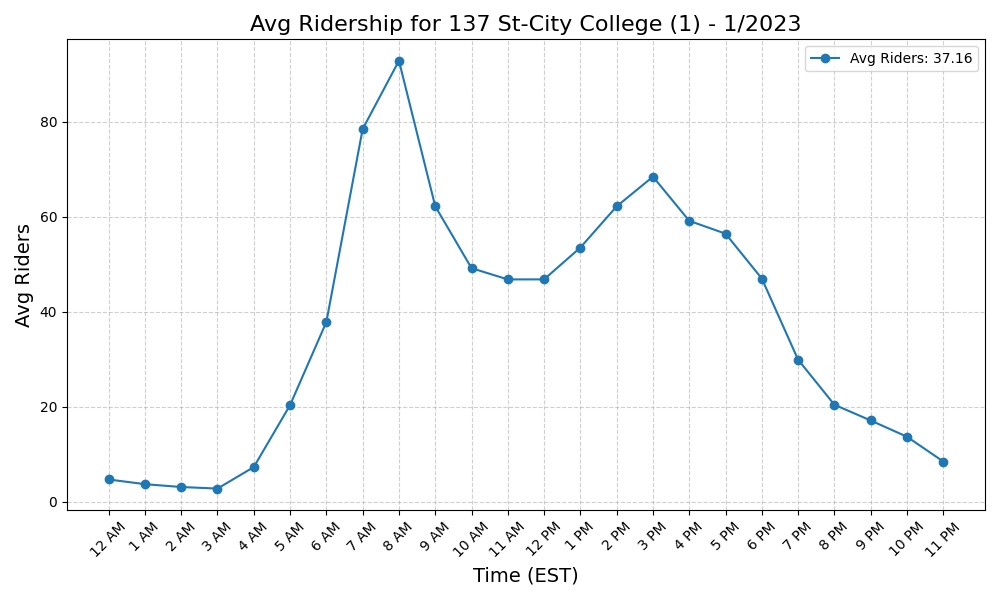 Avg Ridership for 137 St-City College (1) - 1/2023
Avg Riders: 37.16
Avg Riders
80
60
40
20
0
12 AM
1 AM
2 AM
3 AM
4 AM
5 AM
6 AM
7 AM
8 AM
9 AM
10 AM
11 AM
12 PM
1 PM
2 PM
3 PM
4 PM
5 PM
6 PM
7 PM
8 PM
9 PM
10 PM
11 PM
Time (EST)